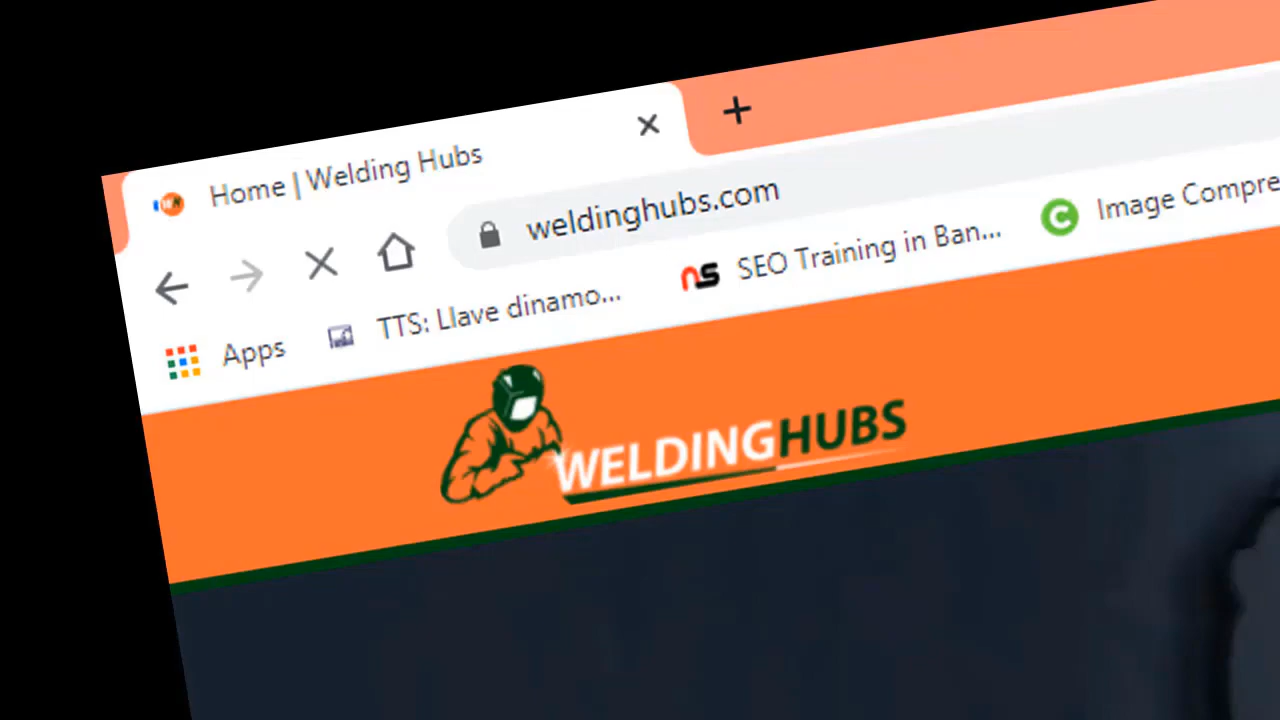 Home | Welding Hubs
weldinghubs.com
Apps
TTS: Llave dinamo...
SEO Training in Ban...
Image Compre
WELDINGHUBS